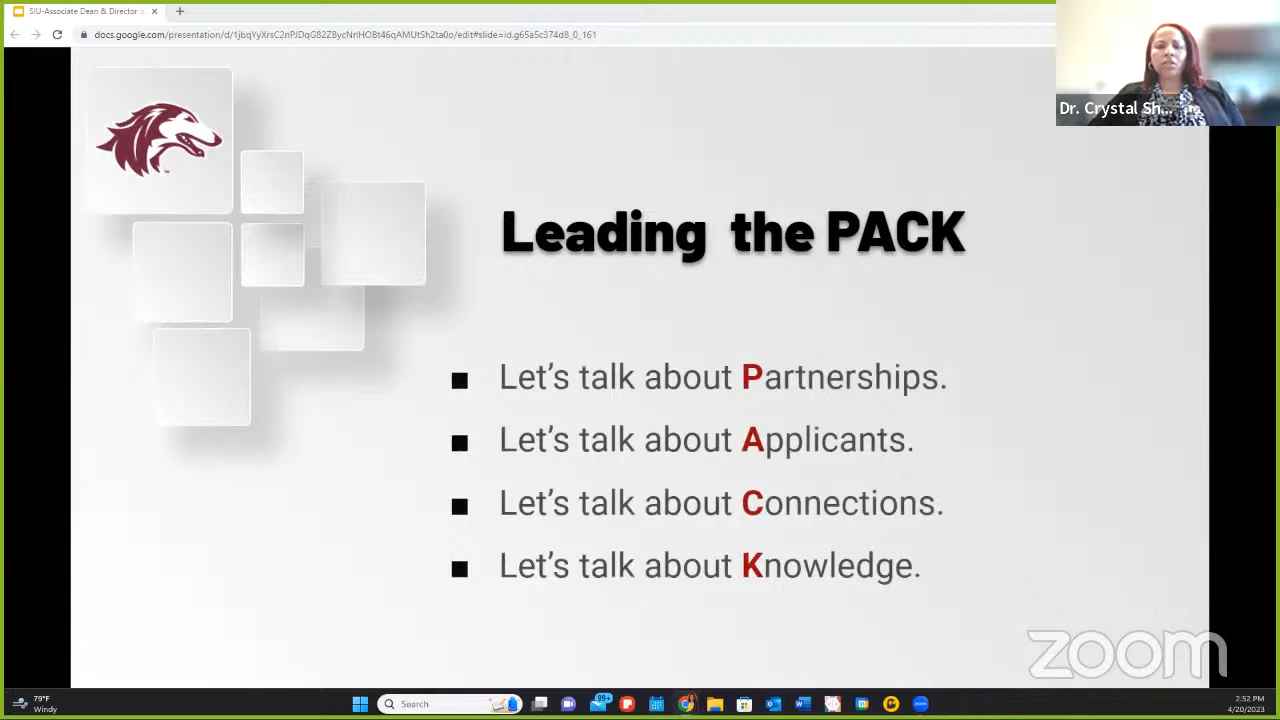 SIU-Associate Dean & Director
docs.google.com/presentation/d/1jbqYyXrsC2nPJDqG82Z8ycNrIHOBt46qAMUtSh2ta0o/edit#slide=id.g65a5c374d8_0_161
Dr. Crystal Sh...
Leading the PACK
Let's talk about Partnerships.
Let's talk about Applicants.
Let's talk about Connections.
Let's talk about Knowledge.
zoom
79°F
Windy
Search
99+
2:52 PM
4/20/2023